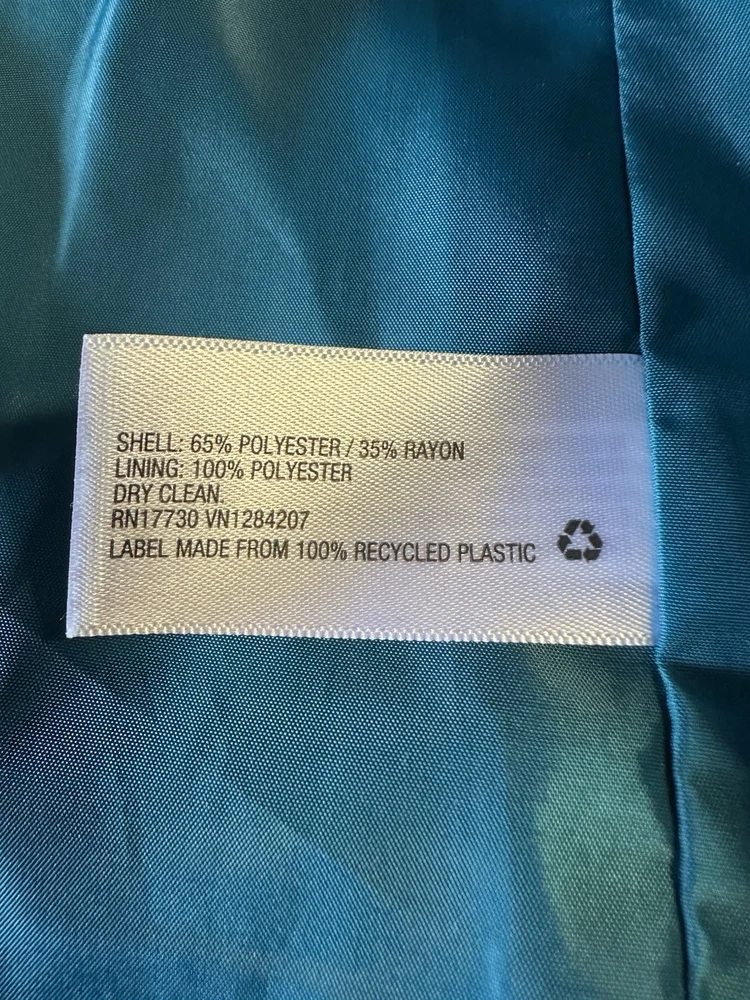 SHELL: 65% POLYESTER / 35% RAYON
LINING: 100% POLYESTER
DRY CLEAN.
RN17730 VN1284207
LABEL MADE FROM 100% RECYCLED PLASTIC